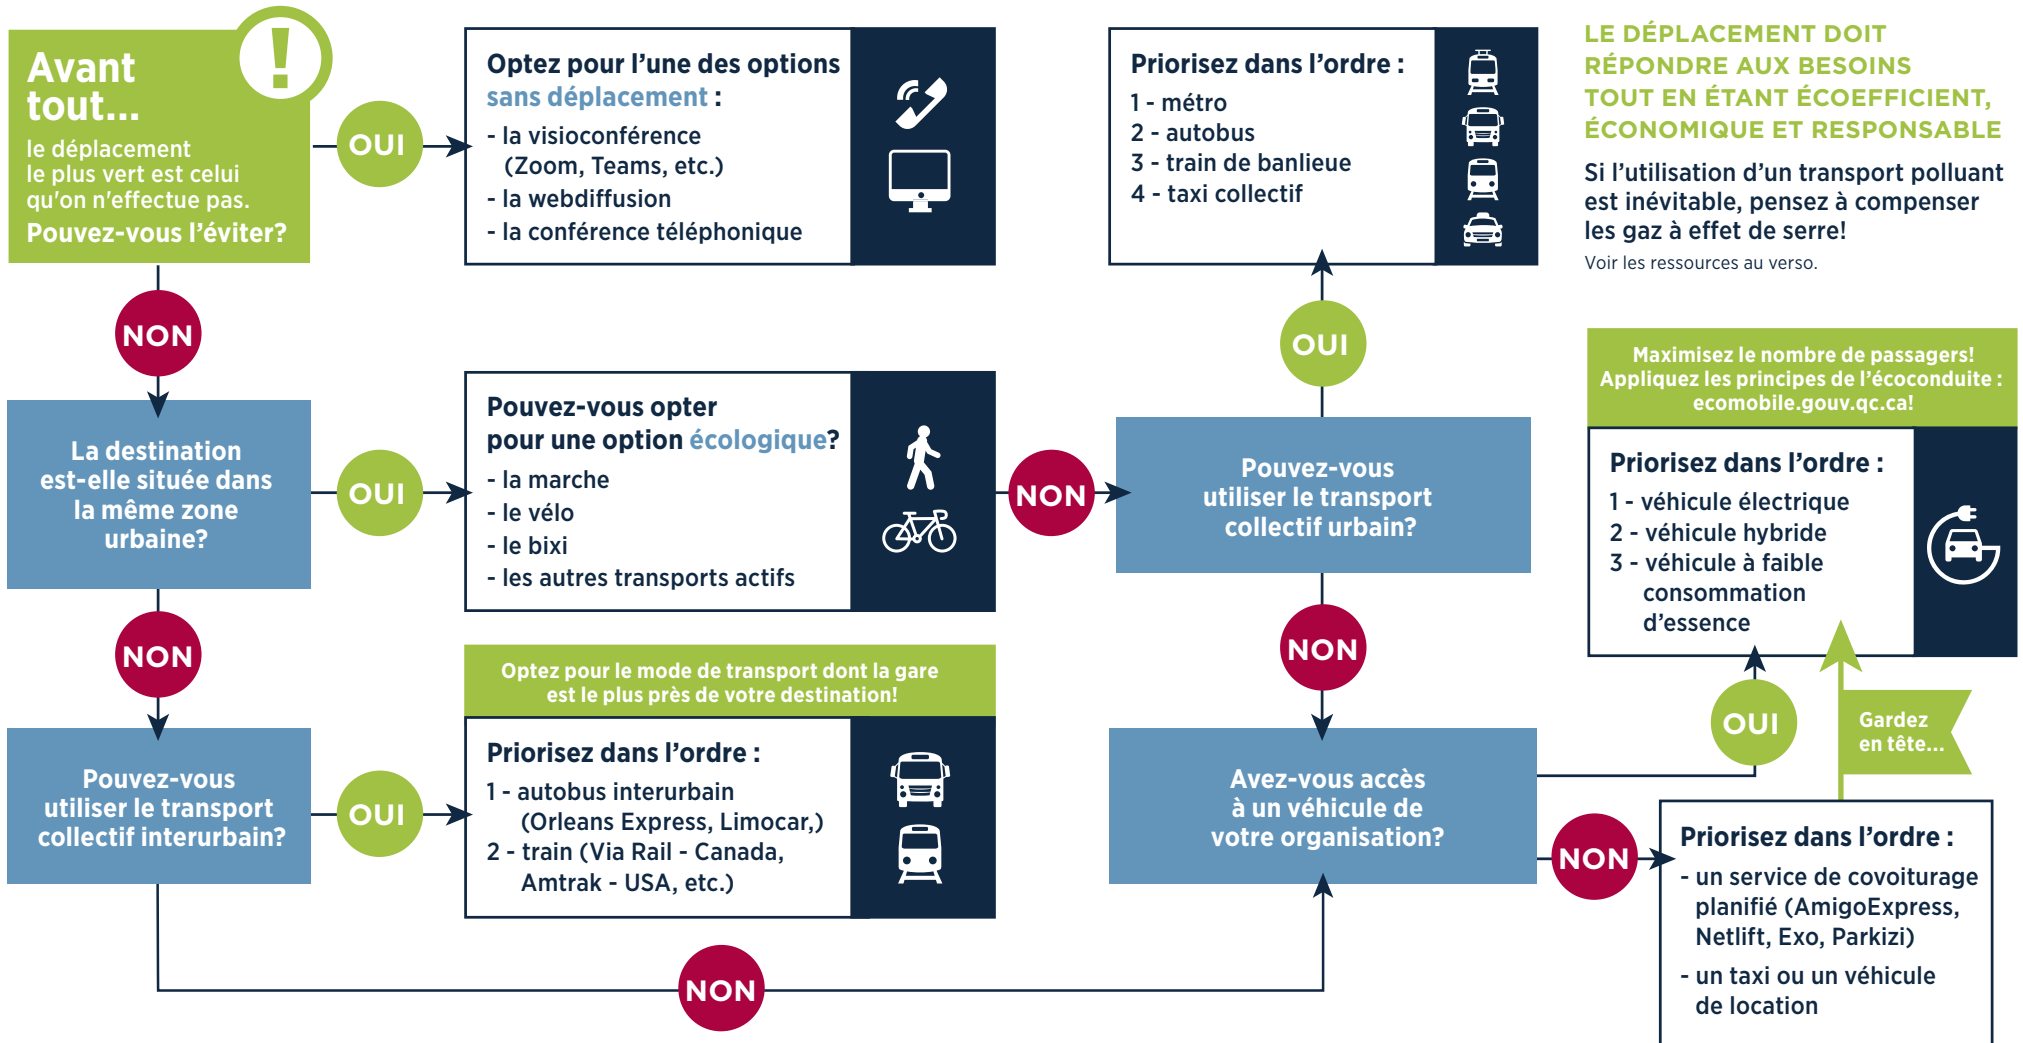 Avant
tout...
!
le déplacement
le plus vert est celui
qu'on n'effectue pas.
Pouvez-vous l’éviter?
OUI
Optez pour l’une des options
sans déplacement :
- la visioconférence
(Zoom, Teams, etc.)
- la webdiffusion
- la conférence téléphonique
NON
La destination
est-elle située dans
la même zone
urbaine?
OUI
Pouvez-vous opter
pour une option écologique?
- la marche
- le vélo
- le bixi
- les autres transports actifs
NON
Pouvez-vous
utiliser le transport
collectif urbain?
OUI
Priorisez dans l’ordre :
1 - métro
2 - autobus
3 - train de banlieue
4 - taxi collectif
LE DÉPLACEMENT DOIT
RÉPONDRE AUX BESOINS
TOUT EN ÉTANT ÉCOEFFICIENT,
ÉCONOMIQUE ET RESPONSABLE
Si l’utilisation d’un transport polluant
est inévitable, pensez à compenser
les gaz à effet de serre!
Voir les ressources au verso.
NON
Pouvez-vous
utiliser le transport
collectif interurbain?
OUI
Optez pour le mode de transport dont la gare
est le plus près de votre destination!
Priorisez dans l’ordre :
1 - autobus interurbain
(Orleans Express, Limocar,)
2 - train (Via Rail - Canada,
Amtrak - USA, etc.)
NON
NON
Avez-vous accès
à un véhicule de
votre organisation?
OUI
Maximisez le nombre de passagers!
Appliquez les principes de l’écoconduite :
ecomobile.gouv.qc.ca!
Priorisez dans l’ordre :
1 - véhicule électrique
2 - véhicule hybride
3 - véhicule à faible
consommation
d’essence
Gardez
en tête...
NON
Priorisez dans l’ordre :
- un service de covoiturage
planifié (AmigoExpress,
Netlift, Exo, Parkizi)
- un taxi ou un véhicule
de location